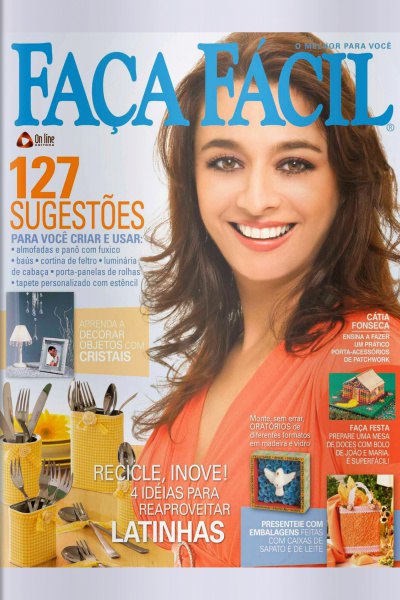 O MELHOR PARA VOCÊ
FAÇA FÁCIL
®
On line
EDITORA
127
SUGESTÕES
PARA VOCÊ CRIAR E USAR:
• almofadas e panô com fuxico
• baús • cortina de feltro • luminária
de cabaça • porta-panelas de rolhas
• tapete personalizado com estêncil
APRENDA A
DECORAR
OBJETOS COM
CRISTAIS
CÁTIA
FONSECA
ENSINA A FAZER
UM PRÁTICO
PORTA-ACESSÓRIOS
DE PATCHWORK
FAÇA FESTA
PREPARE UMA MESA
DE DOCES COM BOLO
DE JOÃO E MARIA.
É SUPERFÁCIL!
Monte, sem errar,
ORATÓRIOS de
diferentes formatos
em madeira e vidro
RECICLE, INOVE!
4 IDÉIAS PARA
REAPROVEITAR
LATINHAS
PRESENTEIE COM
EMBALAGENS FEITAS
COM CAIXAS DE
SAPATO E DE LEITE